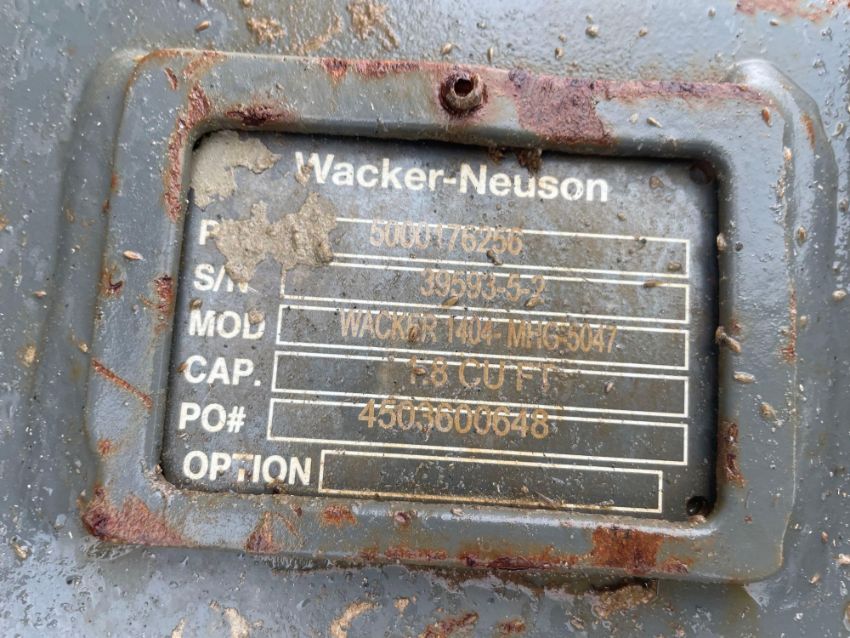 Wacker-Neuson
5000176256
S/N 39593-5-2
MOD WACKER 1404- MHG-5047
CAP. 1.8 CU FT
PO# 4503600648
OPTION